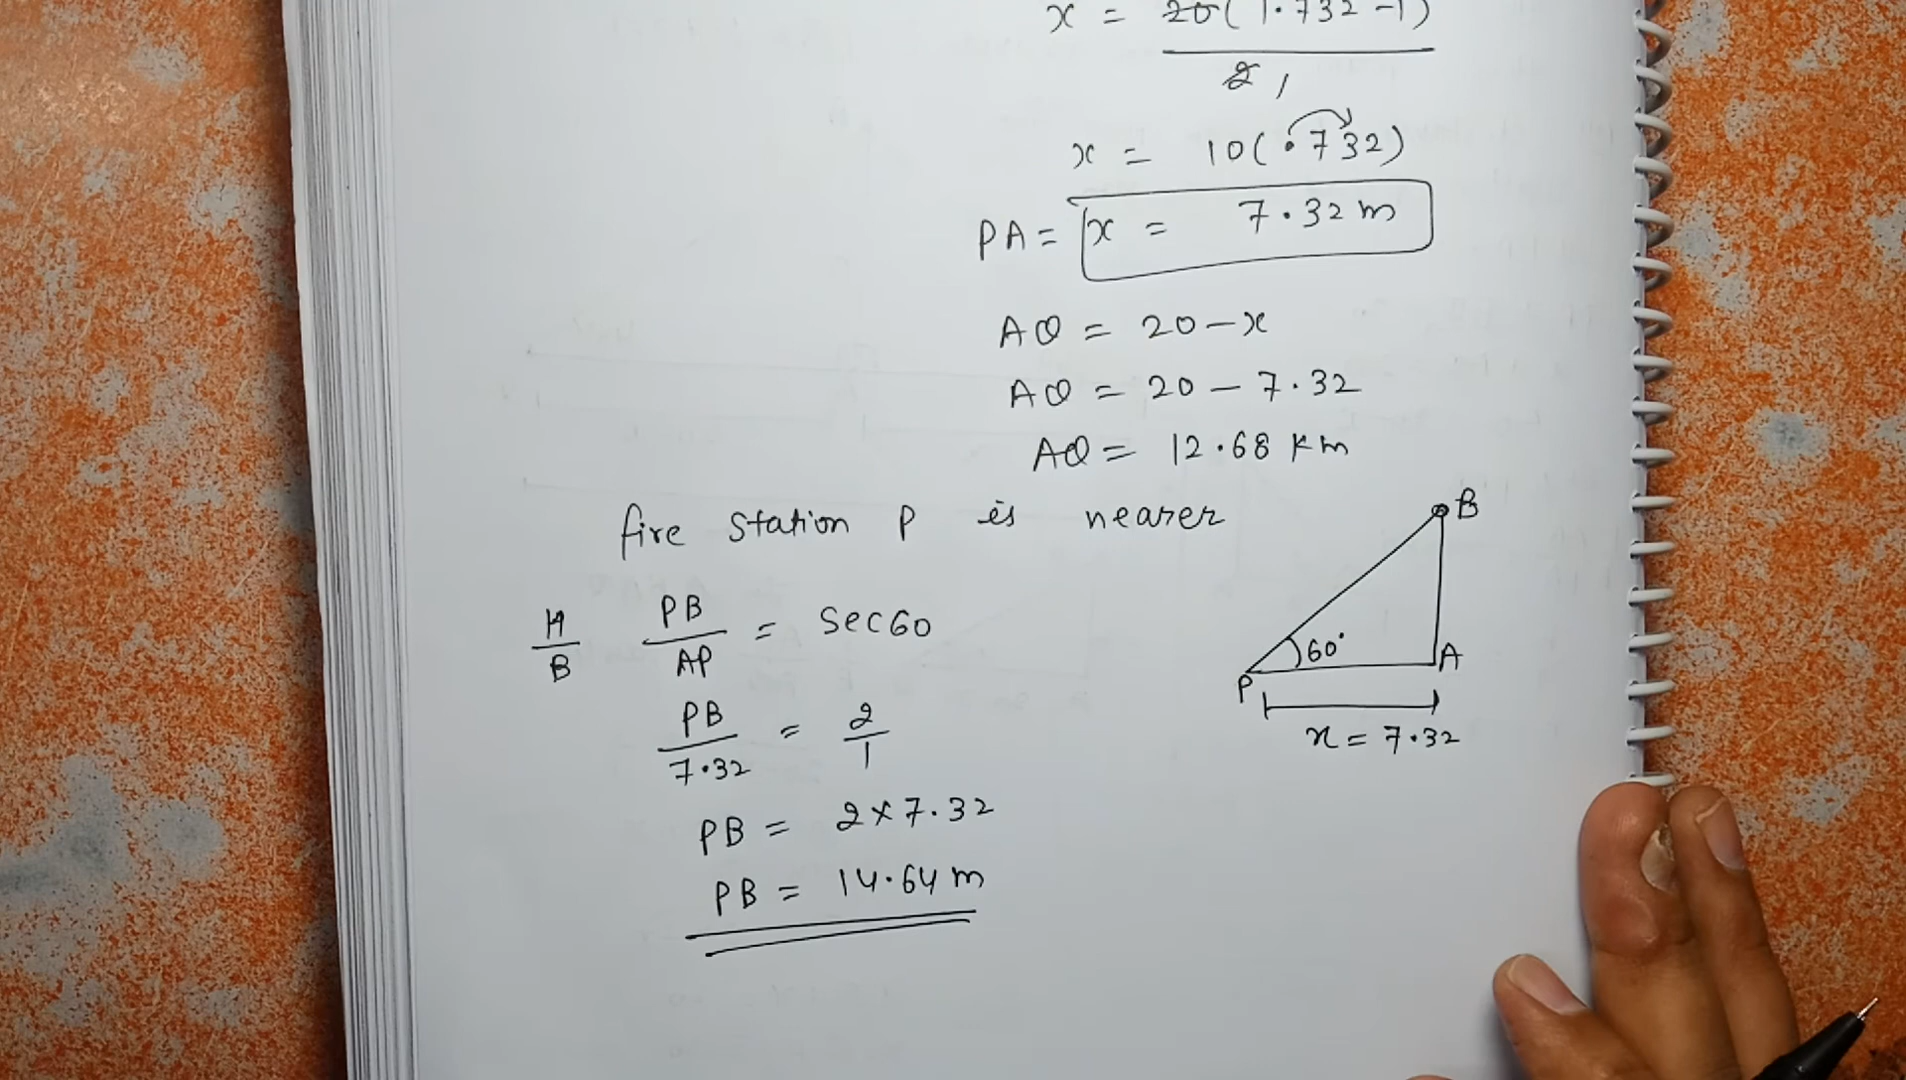 x = 20(1.732-1)
2 1
x = 10(.732)
PA = x = 7.32 m
AQ = 20-x
AQ = 20-7.32
AQ = 12.68 km
fire station P is nearer
H/B PB/AP = sec60
PB/7.32 = 2/1
PB = 2×7.32
PB = 14.64 m
B
60°
P
A
x = 7.32